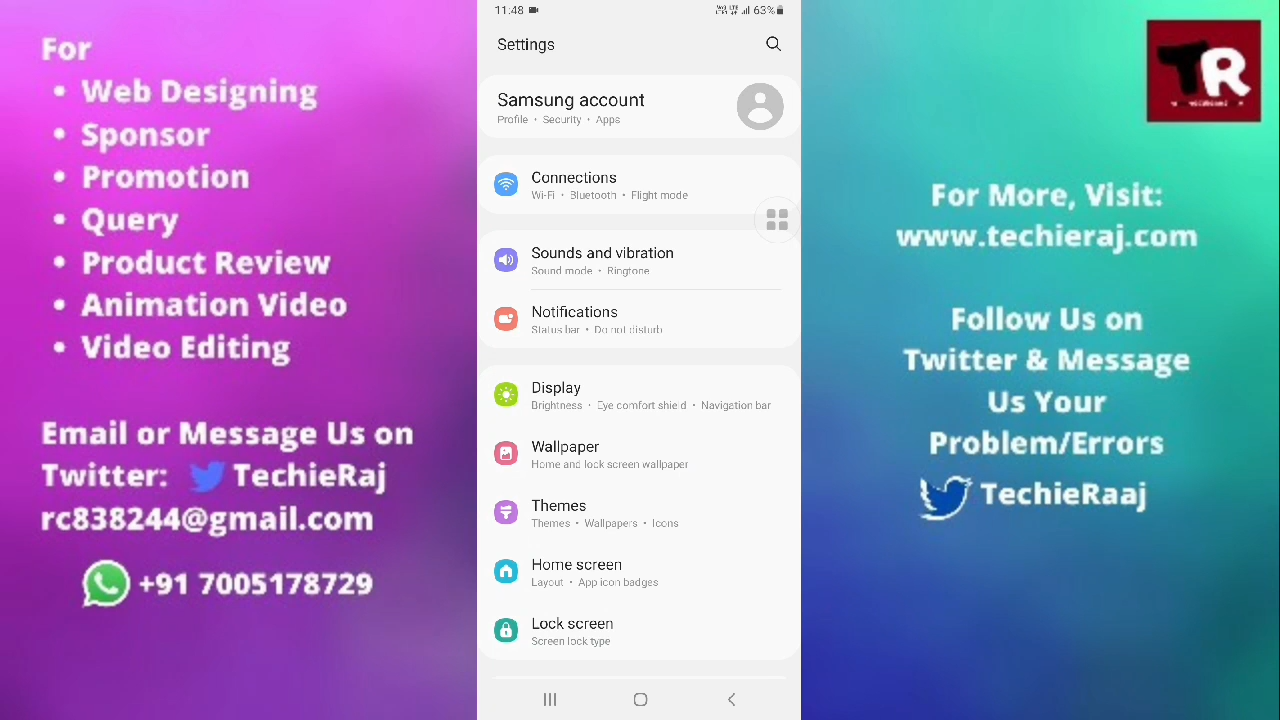 For
• Web Designing
• Sponsor
• Promotion
• Query
• Product Review
• Animation Video
• Video Editing
Email or Message Us on
Twitter: TechieRaj
rc838244@gmail.com
+91 7005178729
11:48
63%
Settings
Samsung account
Profile • Security • Apps
Connections
Wi-Fi • Bluetooth • Flight mode
Sounds and vibration
Sound mode • Ringtone
Notifications
Status bar • Do not disturb
Display
Brightness • Eye comfort shield • Navigation bar
Wallpaper
Home and lock screen wallpaper
Themes
Themes • Wallpapers • Icons
Home screen
Layout • App icon badges
Lock screen
Screen lock type
TR
For More, Visit:
www.techieraj.com
Follow Us on
Twitter & Message
Us Your
Problem/Errors
TechieRaaj